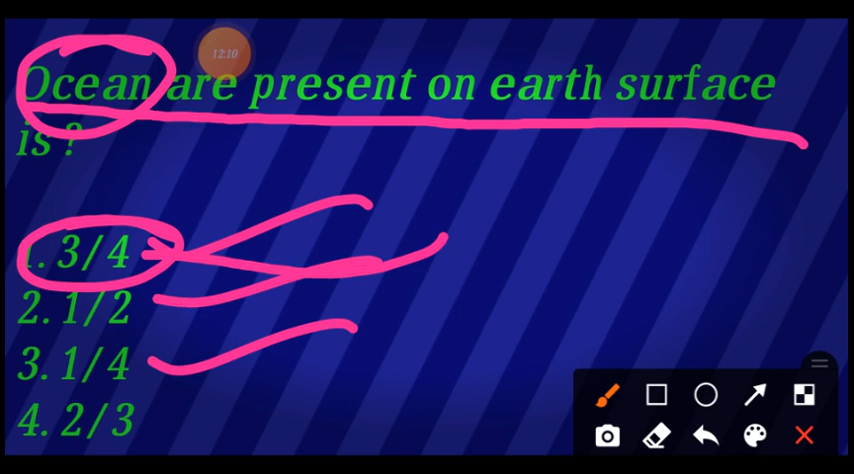 12:10
Ocean are present on earth surface
is ?
1. 3/4
2. 1/2
3. 1/4
4. 2/3